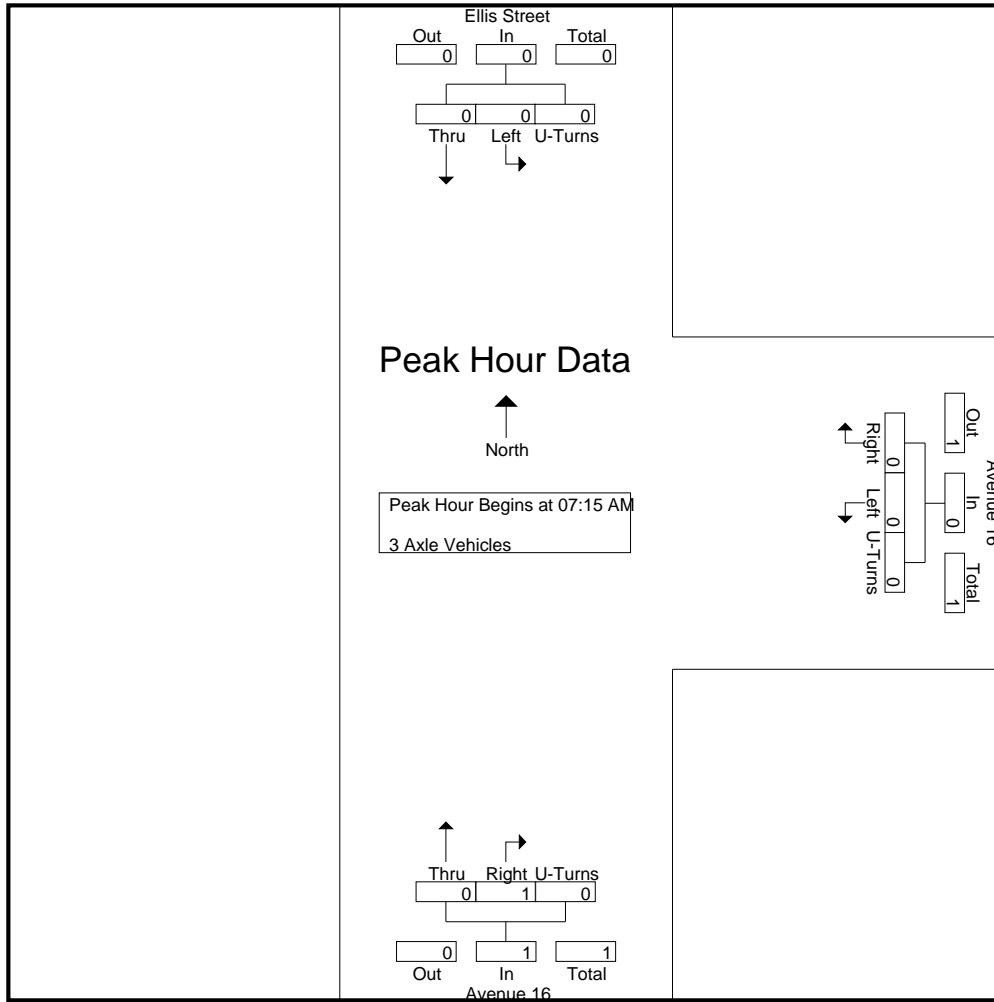 Ellis Street
Out In Total
0 0 0
0 0 0
Thru Left U-Turns
Peak Hour Data
North
Peak Hour Begins at 07:15 AM
3 Axle Vehicles
Right Left U-Turns
0 0 0
Out In Total
1 0 1
Avenue 16
Thru Right U-Turns
0 1 0
0 1 1
Out In Total
Avenue 16